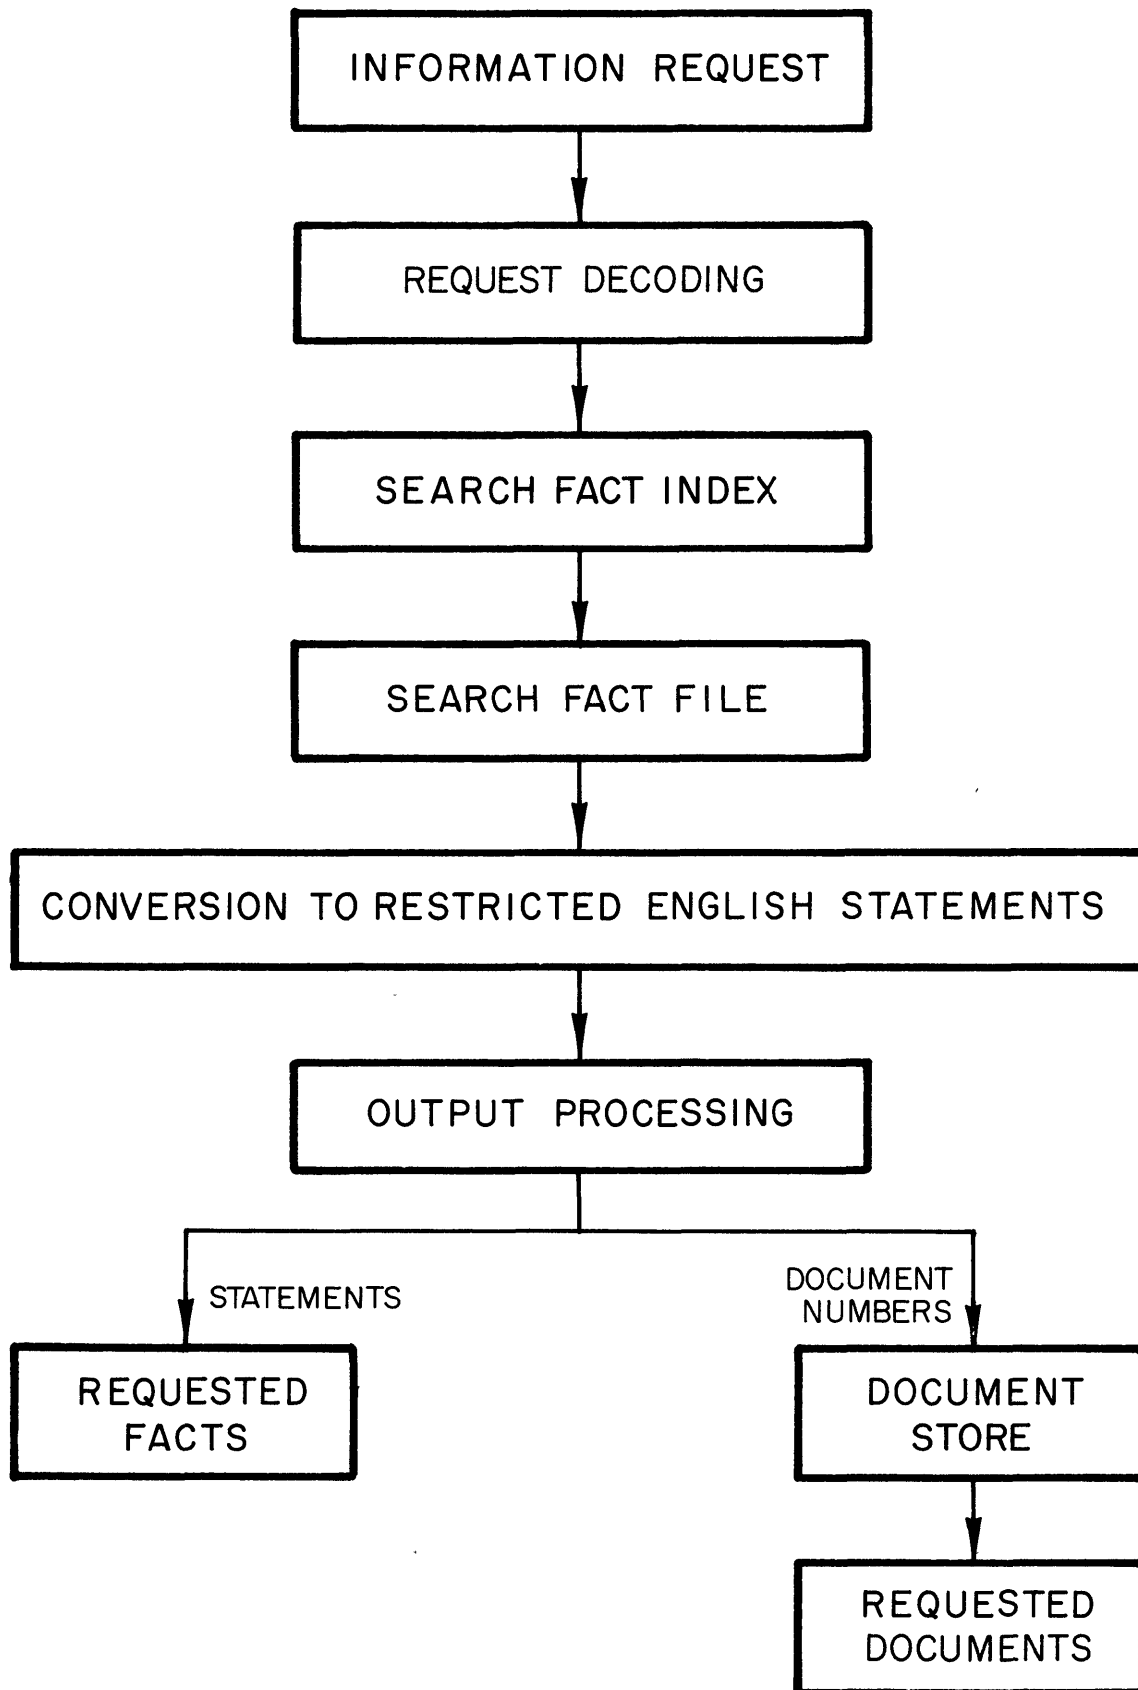 INFORMATION REQUEST
REQUEST DECODING
SEARCH FACT INDEX
SEARCH FACT FILE
CONVERSION TO RESTRICTED ENGLISH STATEMENTS
OUTPUT PROCESSING
STATEMENTS
DOCUMENT
NUMBERS
REQUESTED
FACTS
DOCUMENT
STORE
REQUESTED
DOCUMENTS